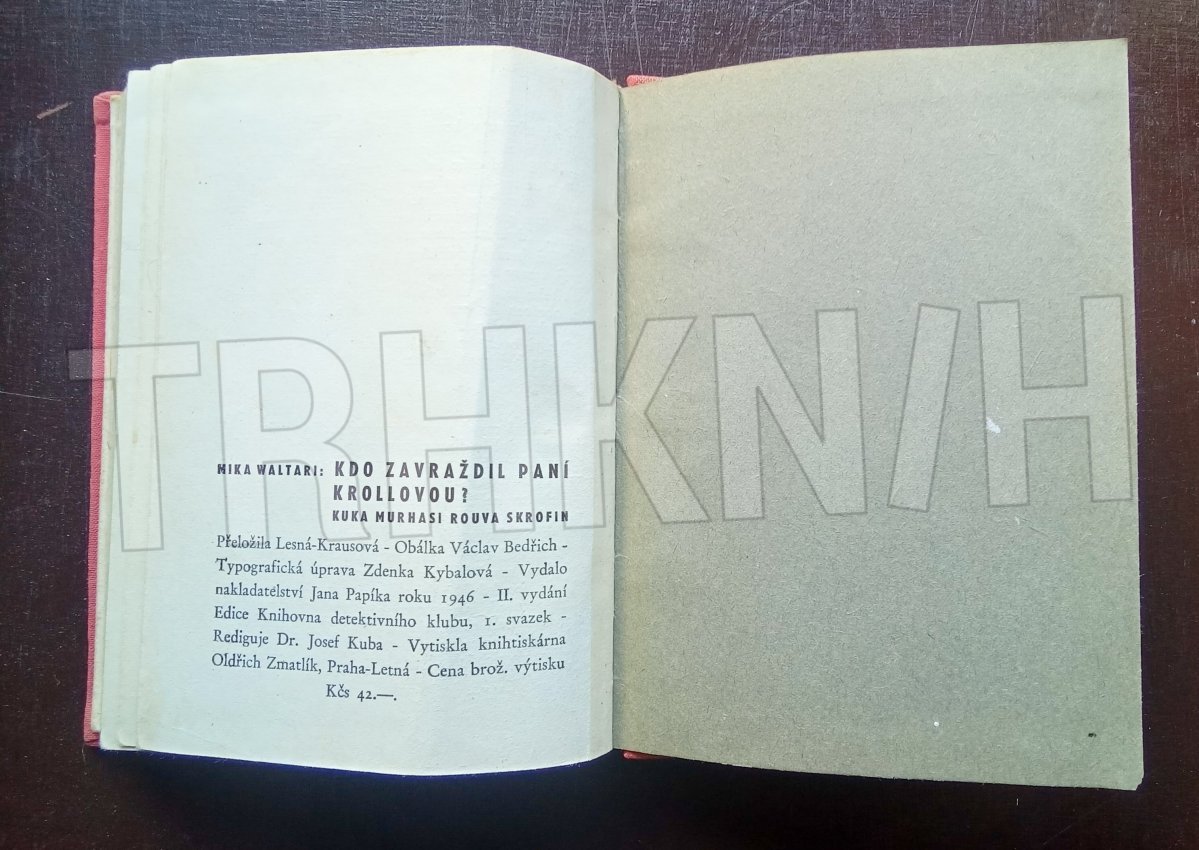 MIKA WALTARI: KDO ZAVRAŽDIL PANÍ
KROLLOVOU?
KUKA MURHASI ROUVA SKROFIN
Přeložila Lesná-Krausová - Obálka Václav Bedřich -
Typografická úprava Zdenka Kybalová - Vydalo
nakladatelství Jana Papíka roku 1946 - II. vydání
Edice Knihovna detektivního klubu, 1. svazek -
Rediguje Dr. Josef Kuba - Vytiskla knihtiskárna
Oldřich Zmatlík, Praha-Letná - Cena brož. výtisku
Kčs 42.—.
TRHKN/H